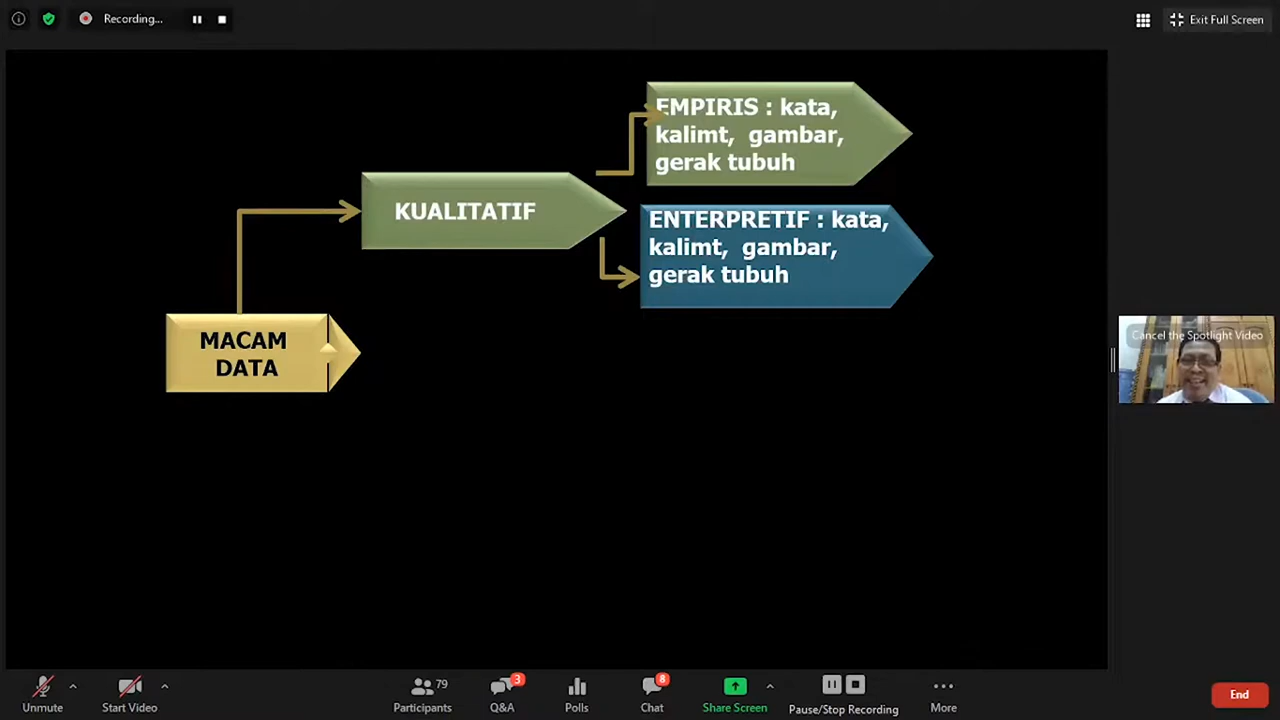 Recording...
Exit Full Screen
EMPIRIS : kata,
kalimt, gambar,
gerak tubuh
KUALITATIF
ENTERPRETIF : kata,
kalimt, gambar,
gerak tubuh
MACAM
DATA
Cancel the Spotlight Video
Unmute
Start Video
79
Participants
3
Q&A
Polls
8
Chat
Share Screen
Pause/Stop Recording
More
End